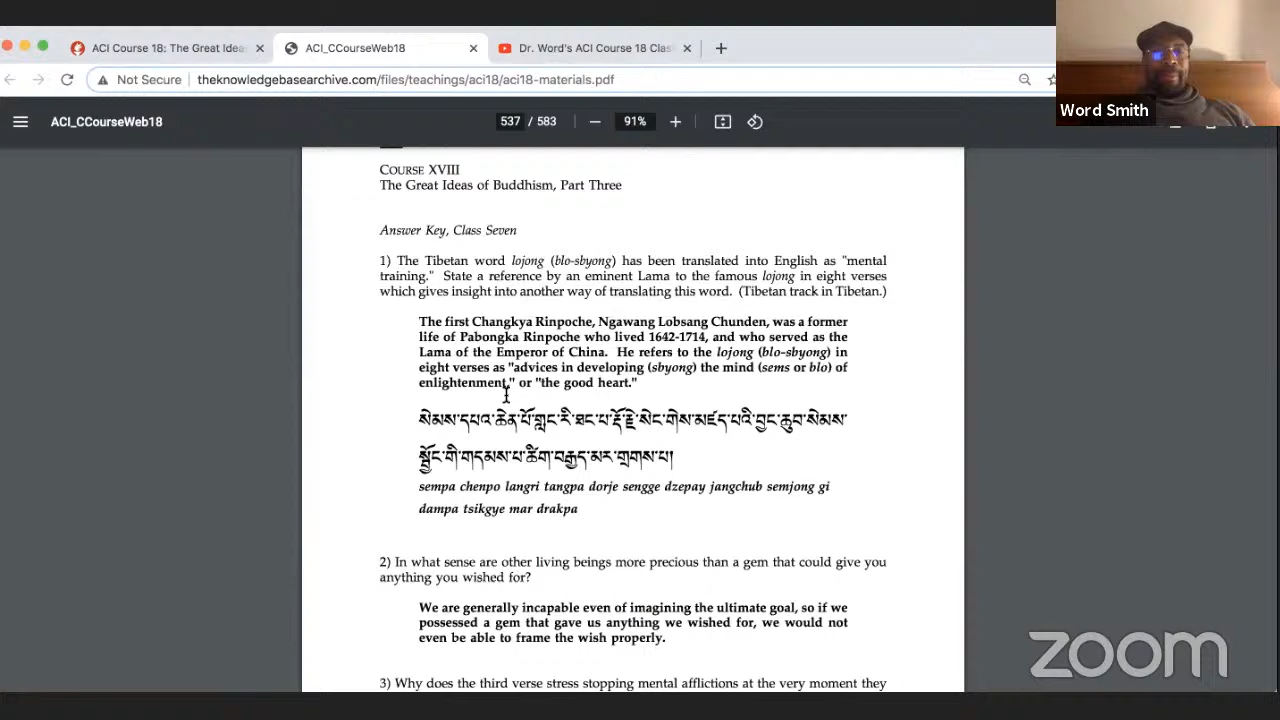 ACI Course 18: The Great Ideas
ACI_CCourseWeb18
Dr. Word's ACI Course 18 Clas
Not Secure
theknowledgebasearchive.com/files/teachings/aci18/aci18-materials.pdf
Word Smith
ACI_CCourseWeb18
537 / 583
91%
COURSE XVIII
The Great Ideas of Buddhism, Part Three
Answer Key, Class Seven
1) The Tibetan word lojong (blo-sbyong) has been translated into English as "mental
training." State a reference by an eminent Lama to the famous lojong in eight verses
which gives insight into another way of translating this word. (Tibetan track in Tibetan.)
The first Changkya Rinpoche, Ngawang Lobsang Chunden, was a former
life of Pabongka Rinpoche who lived 1642-1714, and who served as the
Lama of the Emperor of China. He refers to the lojong (blo-sbyong) in
eight verses as "advices in developing (sbyong) the mind (sems or blo) of
enlightenment," or "the good heart."
སེམས་དཔའ་ཆེན་པོ་གླང་རི་ཐང་པ་རྡོ་རྗེ་སེང་གེས་མཛད་པའི་བྱང་ཆུབ་སེམས་
སྦྱོང་གི་གདམས་པ་ཚིག་བརྒྱད་མར་གྲགས་པ།
sempa chenpo langri tangpa dorje sengge dzepay jangchub semjong gi
dampa tsikgye mar drakpa
2) In what sense are other living beings more precious than a gem that could give you
anything you wished for?
We are generally incapable even of imagining the ultimate goal, so if we
possessed a gem that gave us anything we wished for, we would not
even be able to frame the wish properly.
3) Why does the third verse stress stopping mental afflictions at the very moment they
zoom